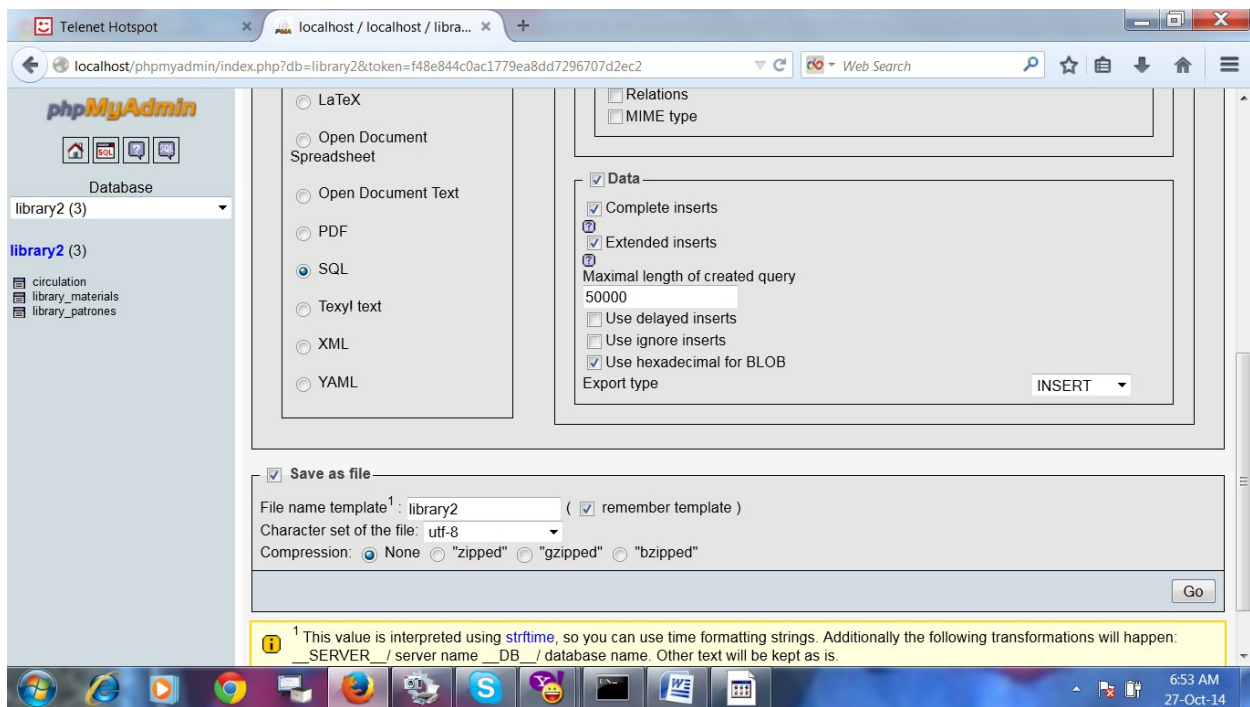 Telenet Hotspot
localhost / localhost / libra...
localhost/phpmyadmin/index.php?db=library2&token=f48e844c0ac1779ea8dd7296707d2ec2
Web Search
phpMyAdmin
SQL
SQL
Database
library2 (3)
library2 (3)
circulation
library_materials
library_patrones
LaTeX
Open Document
Spreadsheet
Open Document Text
PDF
SQL
Texy! text
XML
YAML
Relations
MIME type
Data
Complete inserts
Extended inserts
Maximal length of created query
50000
Use delayed inserts
Use ignore inserts
Use hexadecimal for BLOB
Export type INSERT
Save as file
File name template1 : library2 ( remember template )
Character set of the file: utf-8
Compression: None "zipped" "gzipped" "bzipped"
Go
1 This value is interpreted using strftime, so you can use time formatting strings. Additionally the following transformations will happen:
__SERVER__/ server name __DB__/ database name. Other text will be kept as is.
6:53 AM
27-Oct-14